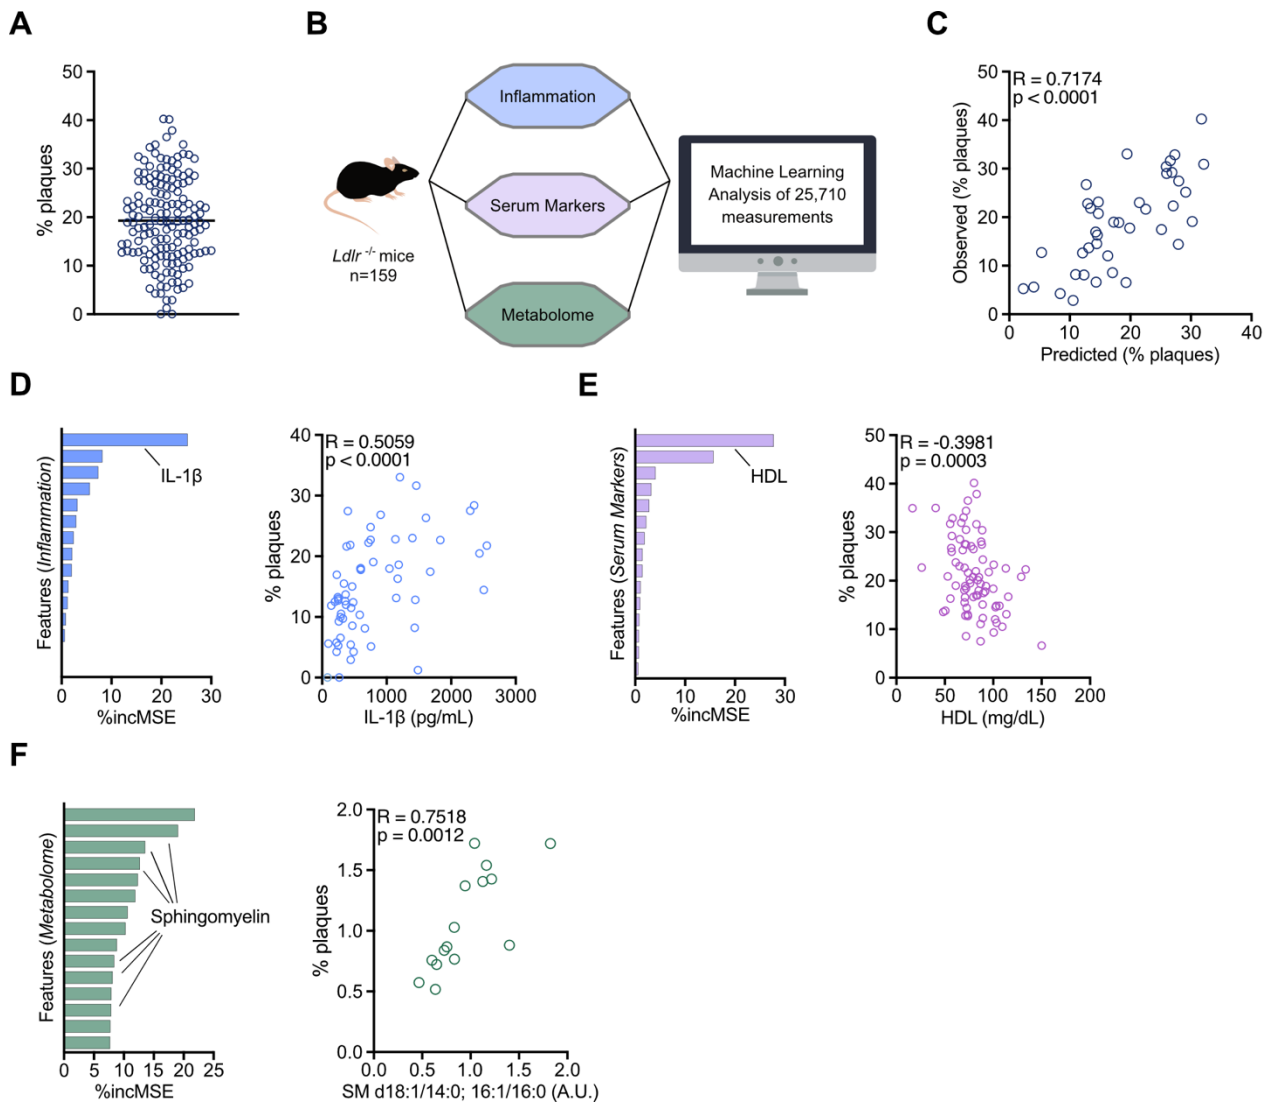 A
B
C
% plaques
50
40
30
20
10
0
Inflammation
Serum Markers
Metabolome
Ldlr -/- mice
n=159
Machine Learning
Analysis of 25,710
measurements
R = 0.7174
p < 0.0001
Observed (% plaques)
50
40
30
20
10
0
0 10 20 30 40
Predicted (% plaques)
D
E
Features (Inflammation)
IL-1β
0 10 20 30
%incMSE
R = 0.5059
p < 0.0001
% plaques
40
30
20
10
0
0 1000 2000 3000
IL-1β (pg/mL)
Features (Serum Markers)
HDL
0 10 20 30
%incMSE
R = -0.3981
p = 0.0003
% plaques
50
40
30
20
10
0
0 50 100 150 200
HDL (mg/dL)
F
Features (Metabolome)
Sphingomyelin
0 5 10 15 20 25
%incMSE
R = 0.7518
p = 0.0012
% plaques
2.0
1.5
1.0
0.5
0.0
0.0 0.5 1.0 1.5 2.0
SM d18:1/14:0; 16:1/16:0 (A.U.)